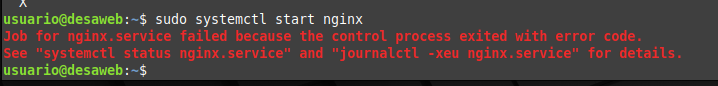 X
usuario@desaweb:~$ sudo systemctl start nginx
Job for nginx.service failed because the control process exited with error code.
See "systemctl status nginx.service" and "journalctl -xeu nginx.service" for details.
usuario@desaweb:~$